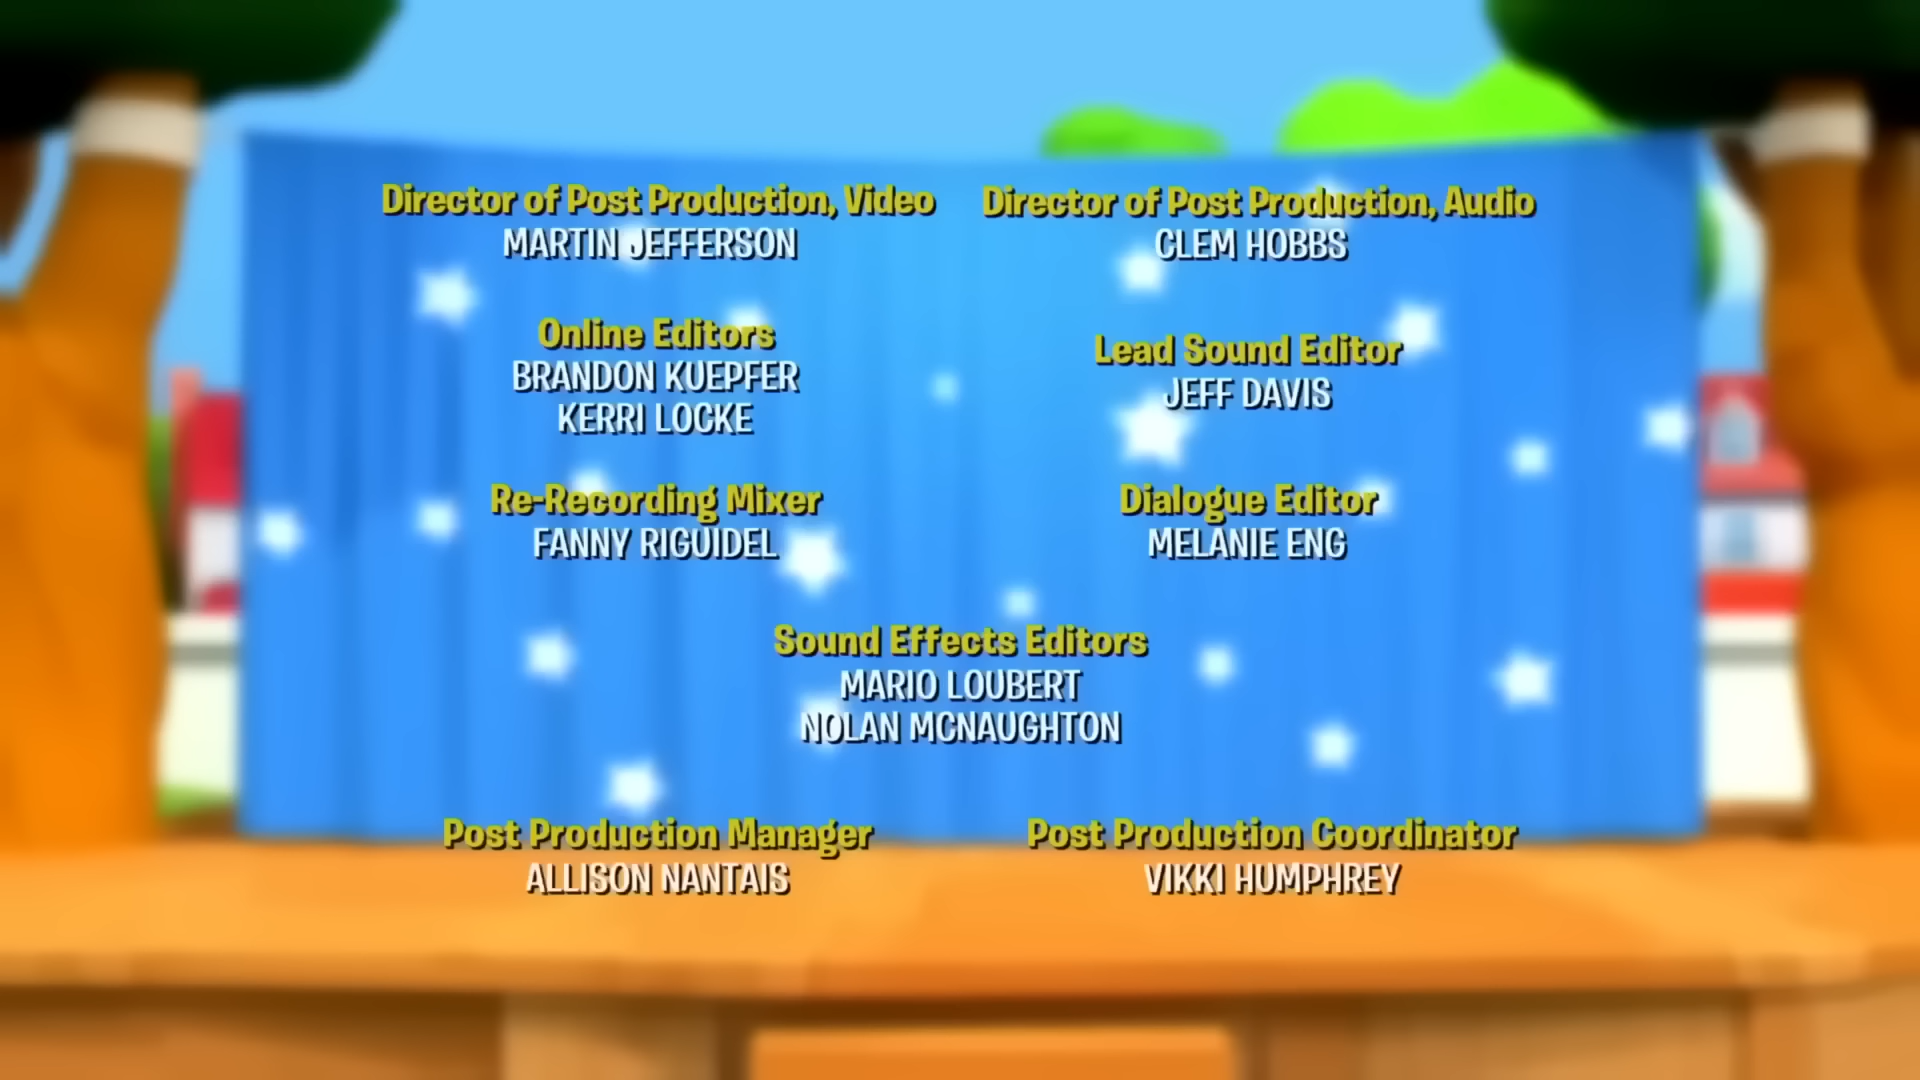 Director of Post Production, Video
MARTIN JEFFERSON
Director of Post Production, Audio
CLEM HOBBS
Online Editors
BRANDON KUEPFER
KERRI LOCKE
Lead Sound Editor
JEFF DAVIS
Re-Recording Mixer
FANNY RIGUIDEL
Dialogue Editor
MELANIE ENG
Sound Effects Editors
MARIO LOUBERT
NOLAN MCNAUGHTON
Post Production Manager
ALLISON NANTAIS
Post Production Coordinator
VIKKI HUMPHREY